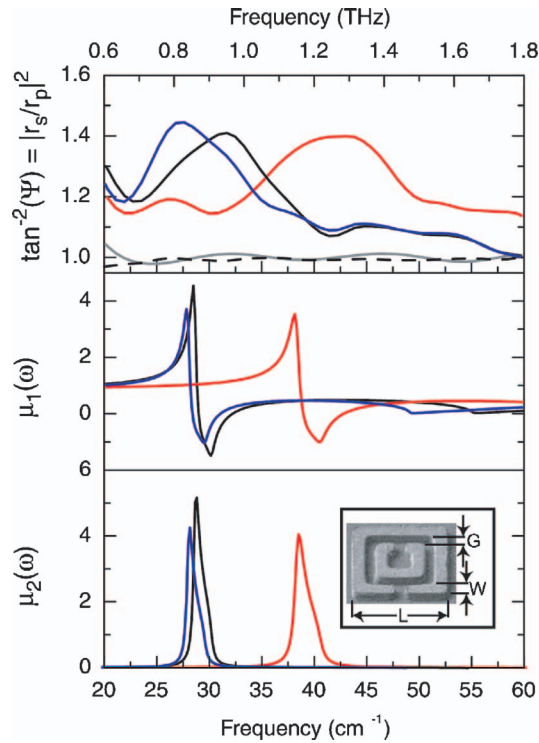 Frequency (THz)
0.6 0.8 1.0 1.2 1.4 1.6 1.8
tan⁻²(Ψ) = |rₛ/rₚ|²
1.6
1.4
1.2
1.0
μ₁(ω)
4
2
0
6
μ₂(ω)
4
2
0
G
W
L
20 25 30 35 40 45 50 55 60
Frequency (cm⁻¹)